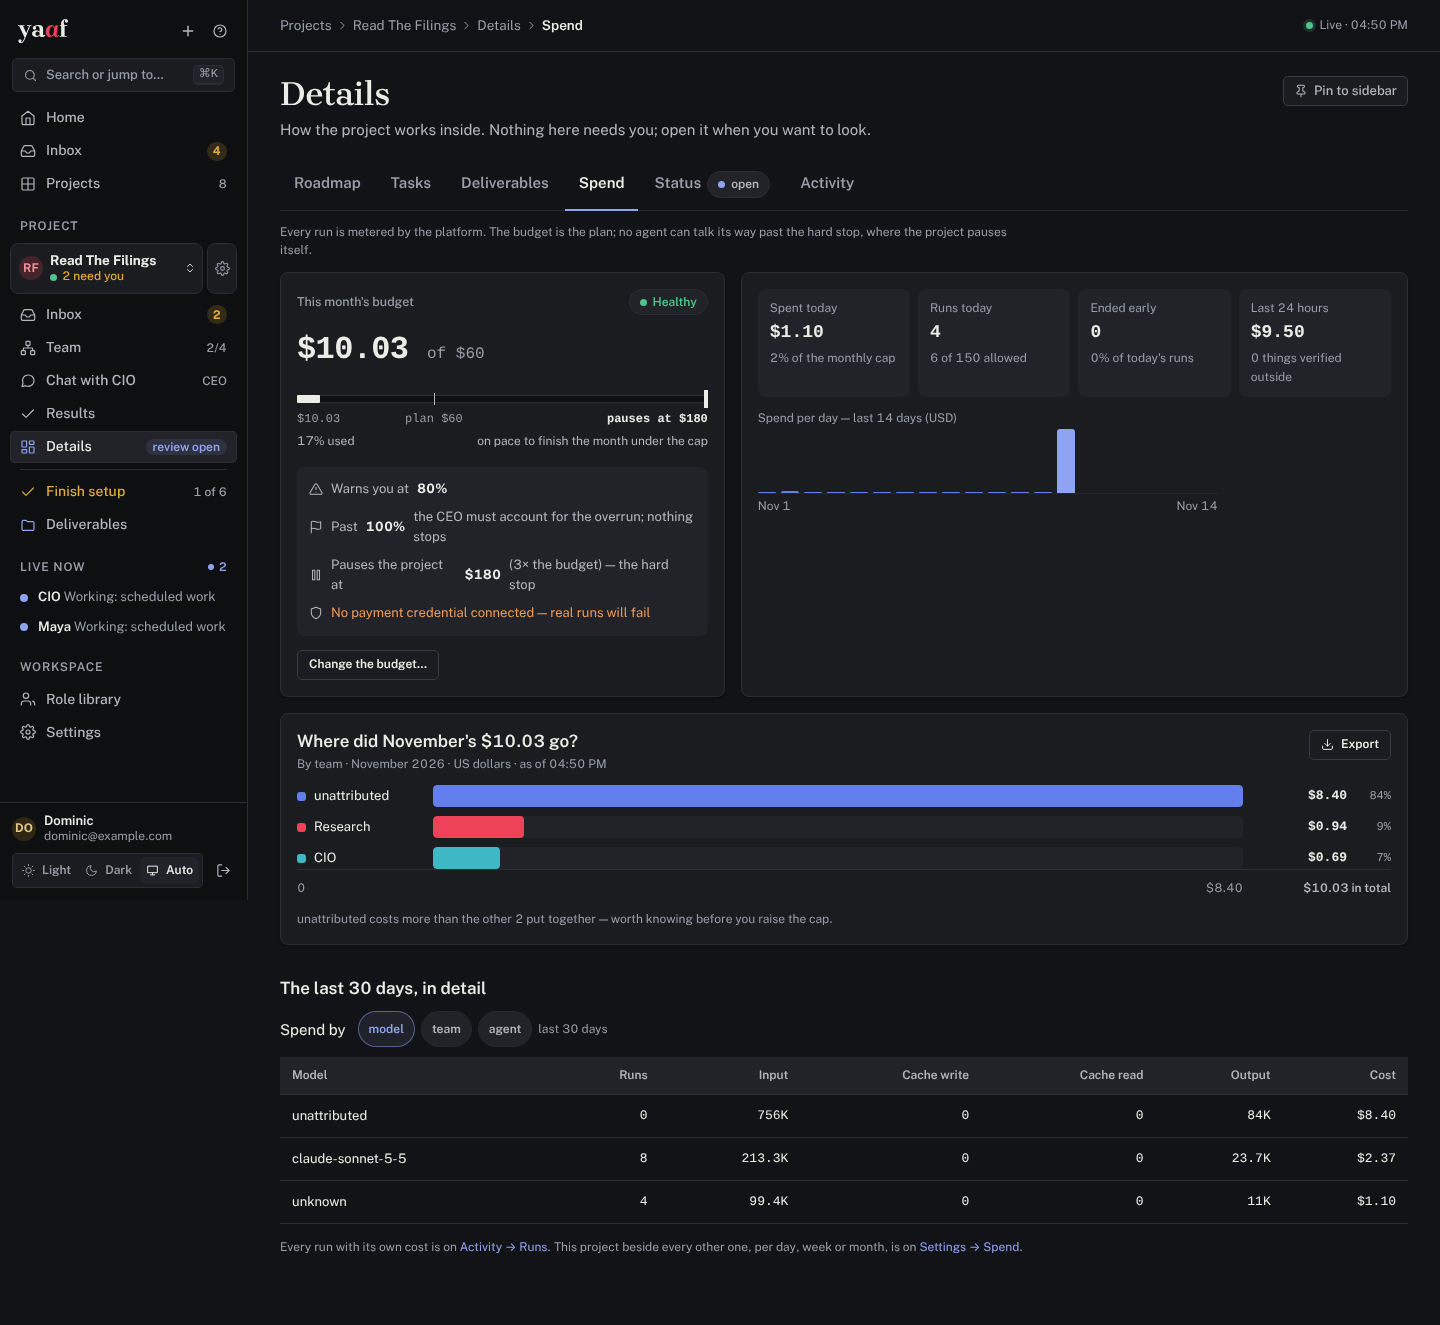 yaaf
Search or jump to...
⌘K
Home
Inbox
4
Projects
8
PROJECT
RF
Read The Filings
2 need you
Inbox
2
Team
2/4
Chat with CIO
CEO
Results
Details
review open
Finish setup
1 of 6
Deliverables
LIVE NOW
2
CIO Working: scheduled work
Maya Working: scheduled work
WORKSPACE
Role library
Settings
DO
Dominic
dominic@example.com
Light
Dark
Auto
Projects > Read The Filings > Details > Spend
Live · 04:50 PM
Details
Pin to sidebar
How the project works inside. Nothing here needs you; open it when you want to look.
Roadmap
Tasks
Deliverables
Spend
Status
open
Activity
Every run is metered by the platform. The budget is the plan; no agent can talk its way past the hard stop, where the project pauses
itself.
This month's budget
Healthy
$10.03 of $60
$10.03
plan $60
pauses at $180
17% used
on pace to finish the month under the cap
Warns you at 80%
Past 100% the CEO must account for the overrun; nothing
stops
Pauses the project
at
$180
(3× the budget) — the hard
stop
No payment credential connected — real runs will fail
Change the budget...
Spent today
$1.10
2% of the monthly cap
Runs today
4
6 of 150 allowed
Ended early
0
0% of today's runs
Last 24 hours
$9.50
0 things verified
outside
Spend per day — last 14 days (USD)
Nov 1
Nov 14
Where did November's $10.03 go?
Export
By team · November 2026 · US dollars · as of 04:50 PM
unattributed
$8.40
84%
Research
$0.94
9%
CIO
$0.69
7%
0
$8.40
$10.03 in total
unattributed costs more than the other 2 put together — worth knowing before you raise the cap.
The last 30 days, in detail
Spend by
model
team
agent
last 30 days
Model Runs Input Cache write Cache read Output Cost
unattributed 0 756K 0 0 84K $8.40
claude-sonnet-5-5 8 213.3K 0 0 23.7K $2.37
unknown 4 99.4K 0 0 11K $1.10
Every run with its own cost is on Activity → Runs. This project beside every other one, per day, week or month, is on Settings → Spend.